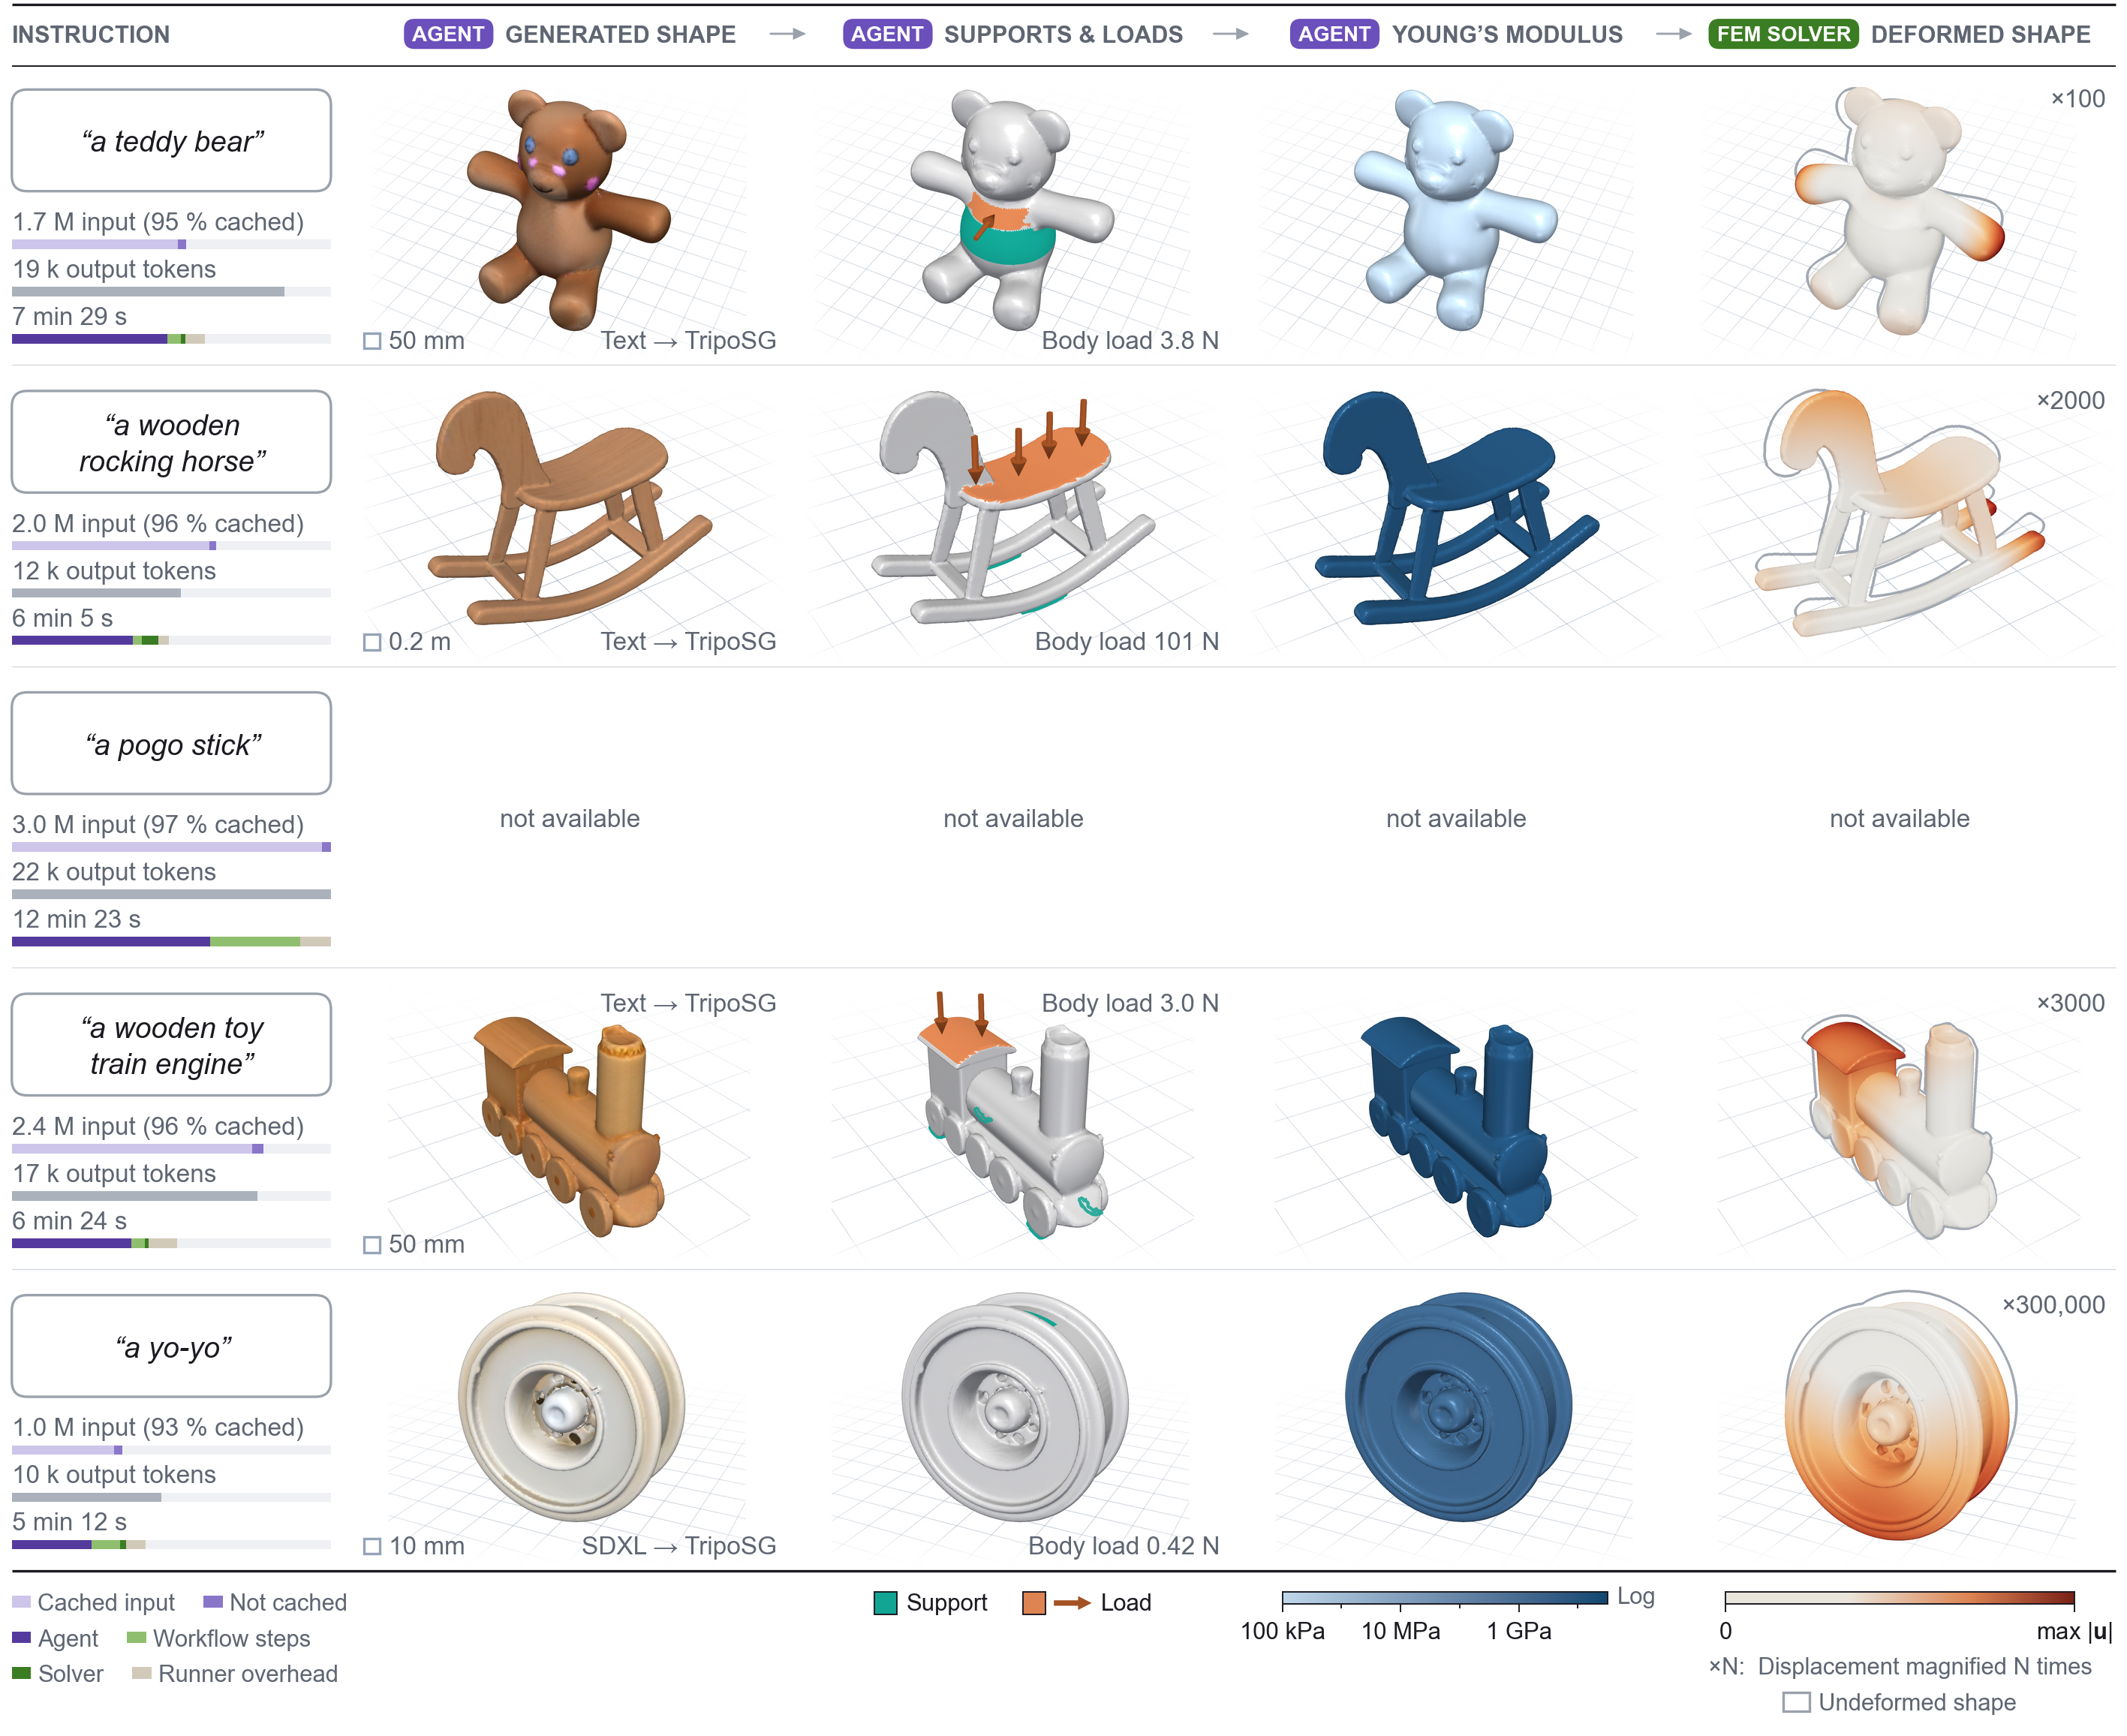 INSTRUCTION
AGENT GENERATED SHAPE → AGENT SUPPORTS & LOADS → AGENT YOUNG’S MODULUS → FEM SOLVER DEFORMED SHAPE
“a teddy bear”
1.7 M input (95 % cached)
19 k output tokens
7 min 29 s
50 mm
Text → TripoSG
Body load 3.8 N
×100
“a wooden
rocking horse”
2.0 M input (96 % cached)
12 k output tokens
6 min 5 s
0.2 m
Text → TripoSG
Body load 101 N
×2000
“a pogo stick”
3.0 M input (97 % cached)
22 k output tokens
12 min 23 s
not available
not available
not available
not available
“a wooden toy
train engine”
2.4 M input (96 % cached)
17 k output tokens
6 min 24 s
Text → TripoSG
50 mm
Body load 3.0 N
×3000
“a yo-yo”
1.0 M input (93 % cached)
10 k output tokens
5 min 12 s
10 mm
SDXL → TripoSG
Body load 0.42 N
×300,000
Cached input Not cached
Agent Workflow steps
Solver Runner overhead
Support Load
Log
100 kPa 10 MPa 1 GPa
0 max |u|
×N: Displacement magnified N times
Undeformed shape